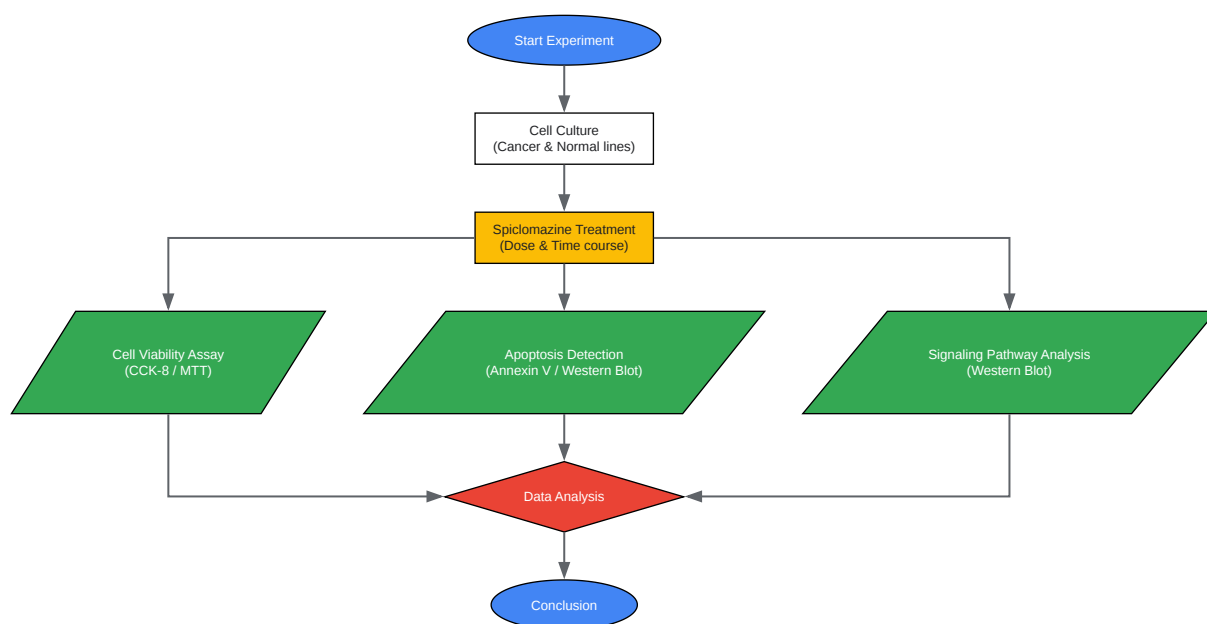 Start Experiment
Cell Culture
(Cancer & Normal lines)
Spiclomazine Treatment
(Dose & Time course)
Cell Viability Assay
(CCK-8 / MTT)
Apoptosis Detection
(Annexin V / Western Blot)
Signaling Pathway Analysis
(Western Blot)
Data Analysis
Conclusion